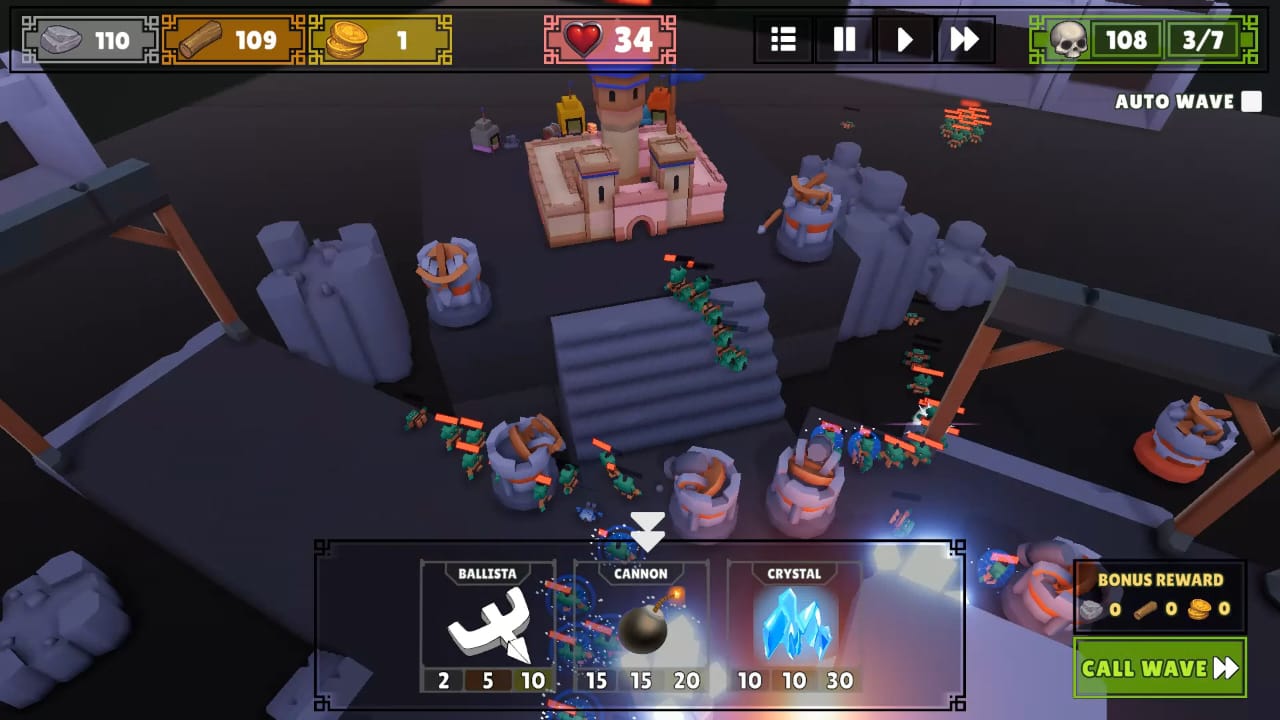 110 109 1 34 108 3/7
AUTO WAVE
BALLISTA CANNON CRYSTAL
BONUS REWARD
0 0 0
CALL WAVE
2 5 10 15 15 20 10 10 30